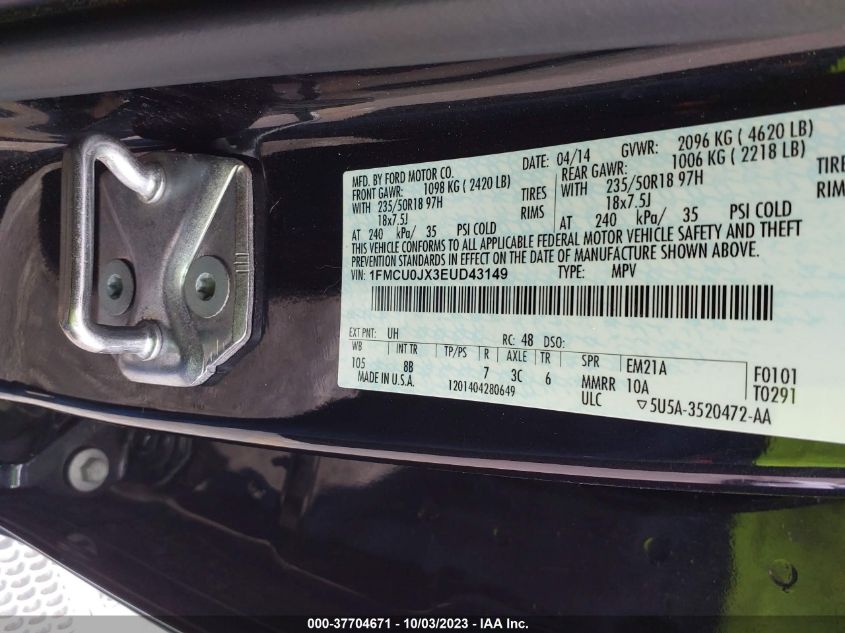 MFD. BY FORD MOTOR CO. DATE: 04/14 GVWR: 2096 KG ( 4620 LB)
FRONT GAWR: 1098 KG ( 2420 LB) REAR GAWR: 1006 KG ( 2218 LB)
WITH 235/50R18 97H TIRES WITH 235/50R18 97H TIRE
18x7.5J RIMS 18x7.5J RIMS
AT 240 kPa/ 35 PSI COLD AT 240 kPa/ 35 PSI COLD
THIS VEHICLE CONFORMS TO ALL APPLICABLE FEDERAL MOTOR VEHICLE SAFETY AND THEFT
PREVENTION STANDARDS IN EFFECT ON THE DATE OF MANUFACTURE SHOWN ABOVE.
VIN: 1FMCU0JX3EUD43149 TYPE: MPV
EXT PNT: UH RC: 48 DSO:
WB INT TR TP/PS R AXLE TR SPR EM21A F0101
105 8B 7 3C 6 MMRR 10A T0291
MADE IN U.S.A. 1201404280649 ULC ▽5U5A-3520472-AA
000-37704671 - 10/03/2023 - IAA Inc.